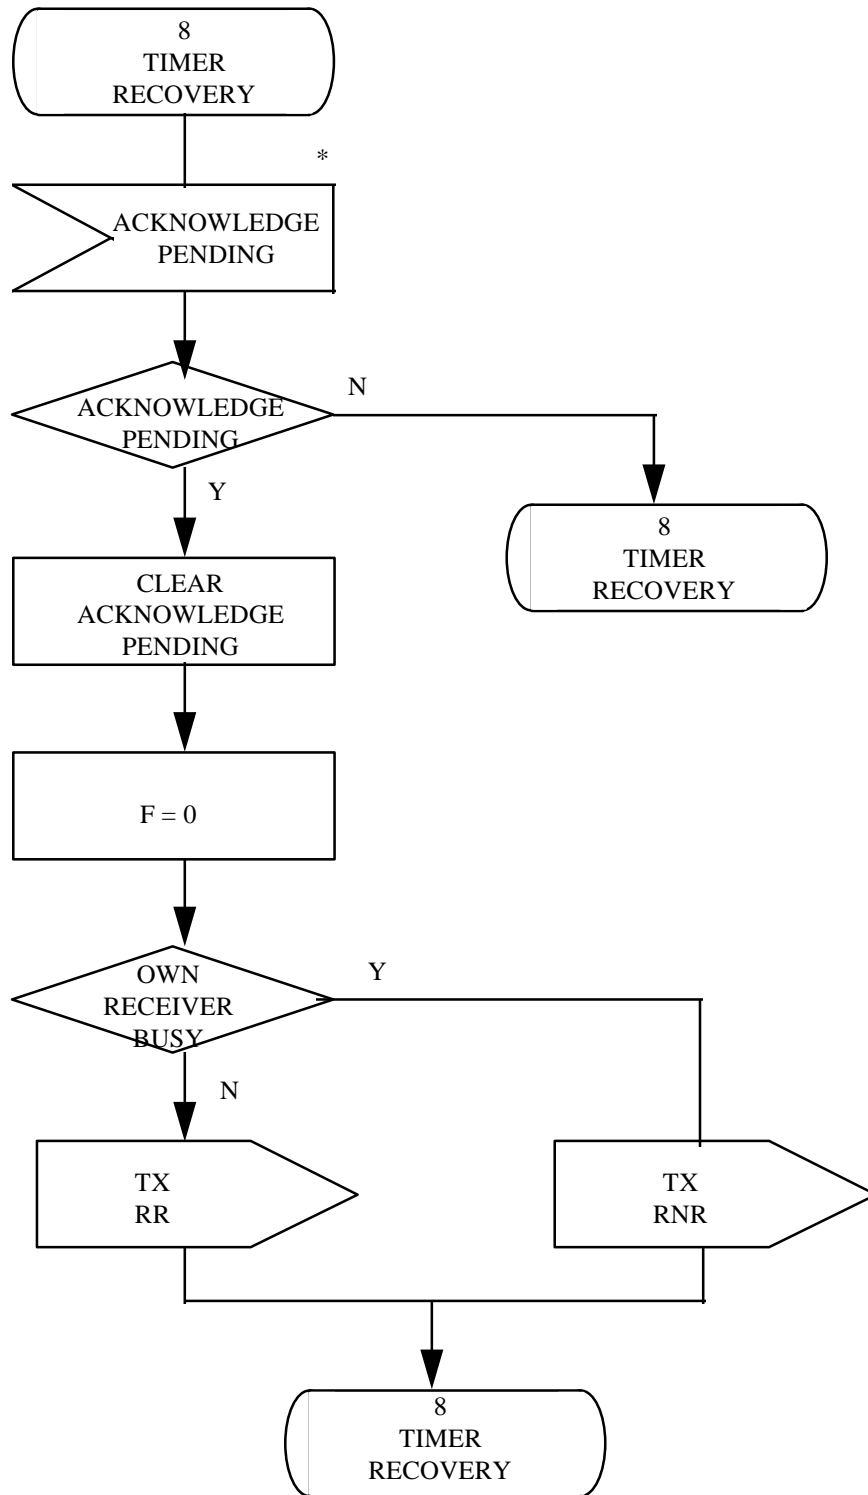 8
TIMER
RECOVERY
*
ACKNOWLEDGE
PENDING
ACKNOWLEDGE
PENDING
N
Y
8
TIMER
RECOVERY
CLEAR
ACKNOWLEDGE
PENDING
F = 0
OWN
RECEIVER
BUSY
Y
N
TX
RR
TX
RNR
8
TIMER
RECOVERY